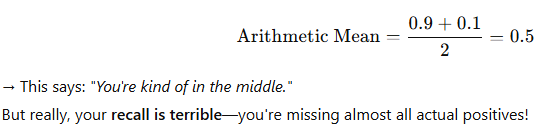 Arithmetic Mean = \frac{0.9 + 0.1}{2} = 0.5
→ This says: "You're kind of in the middle."
But really, your recall is terrible—you're missing almost all actual positives!